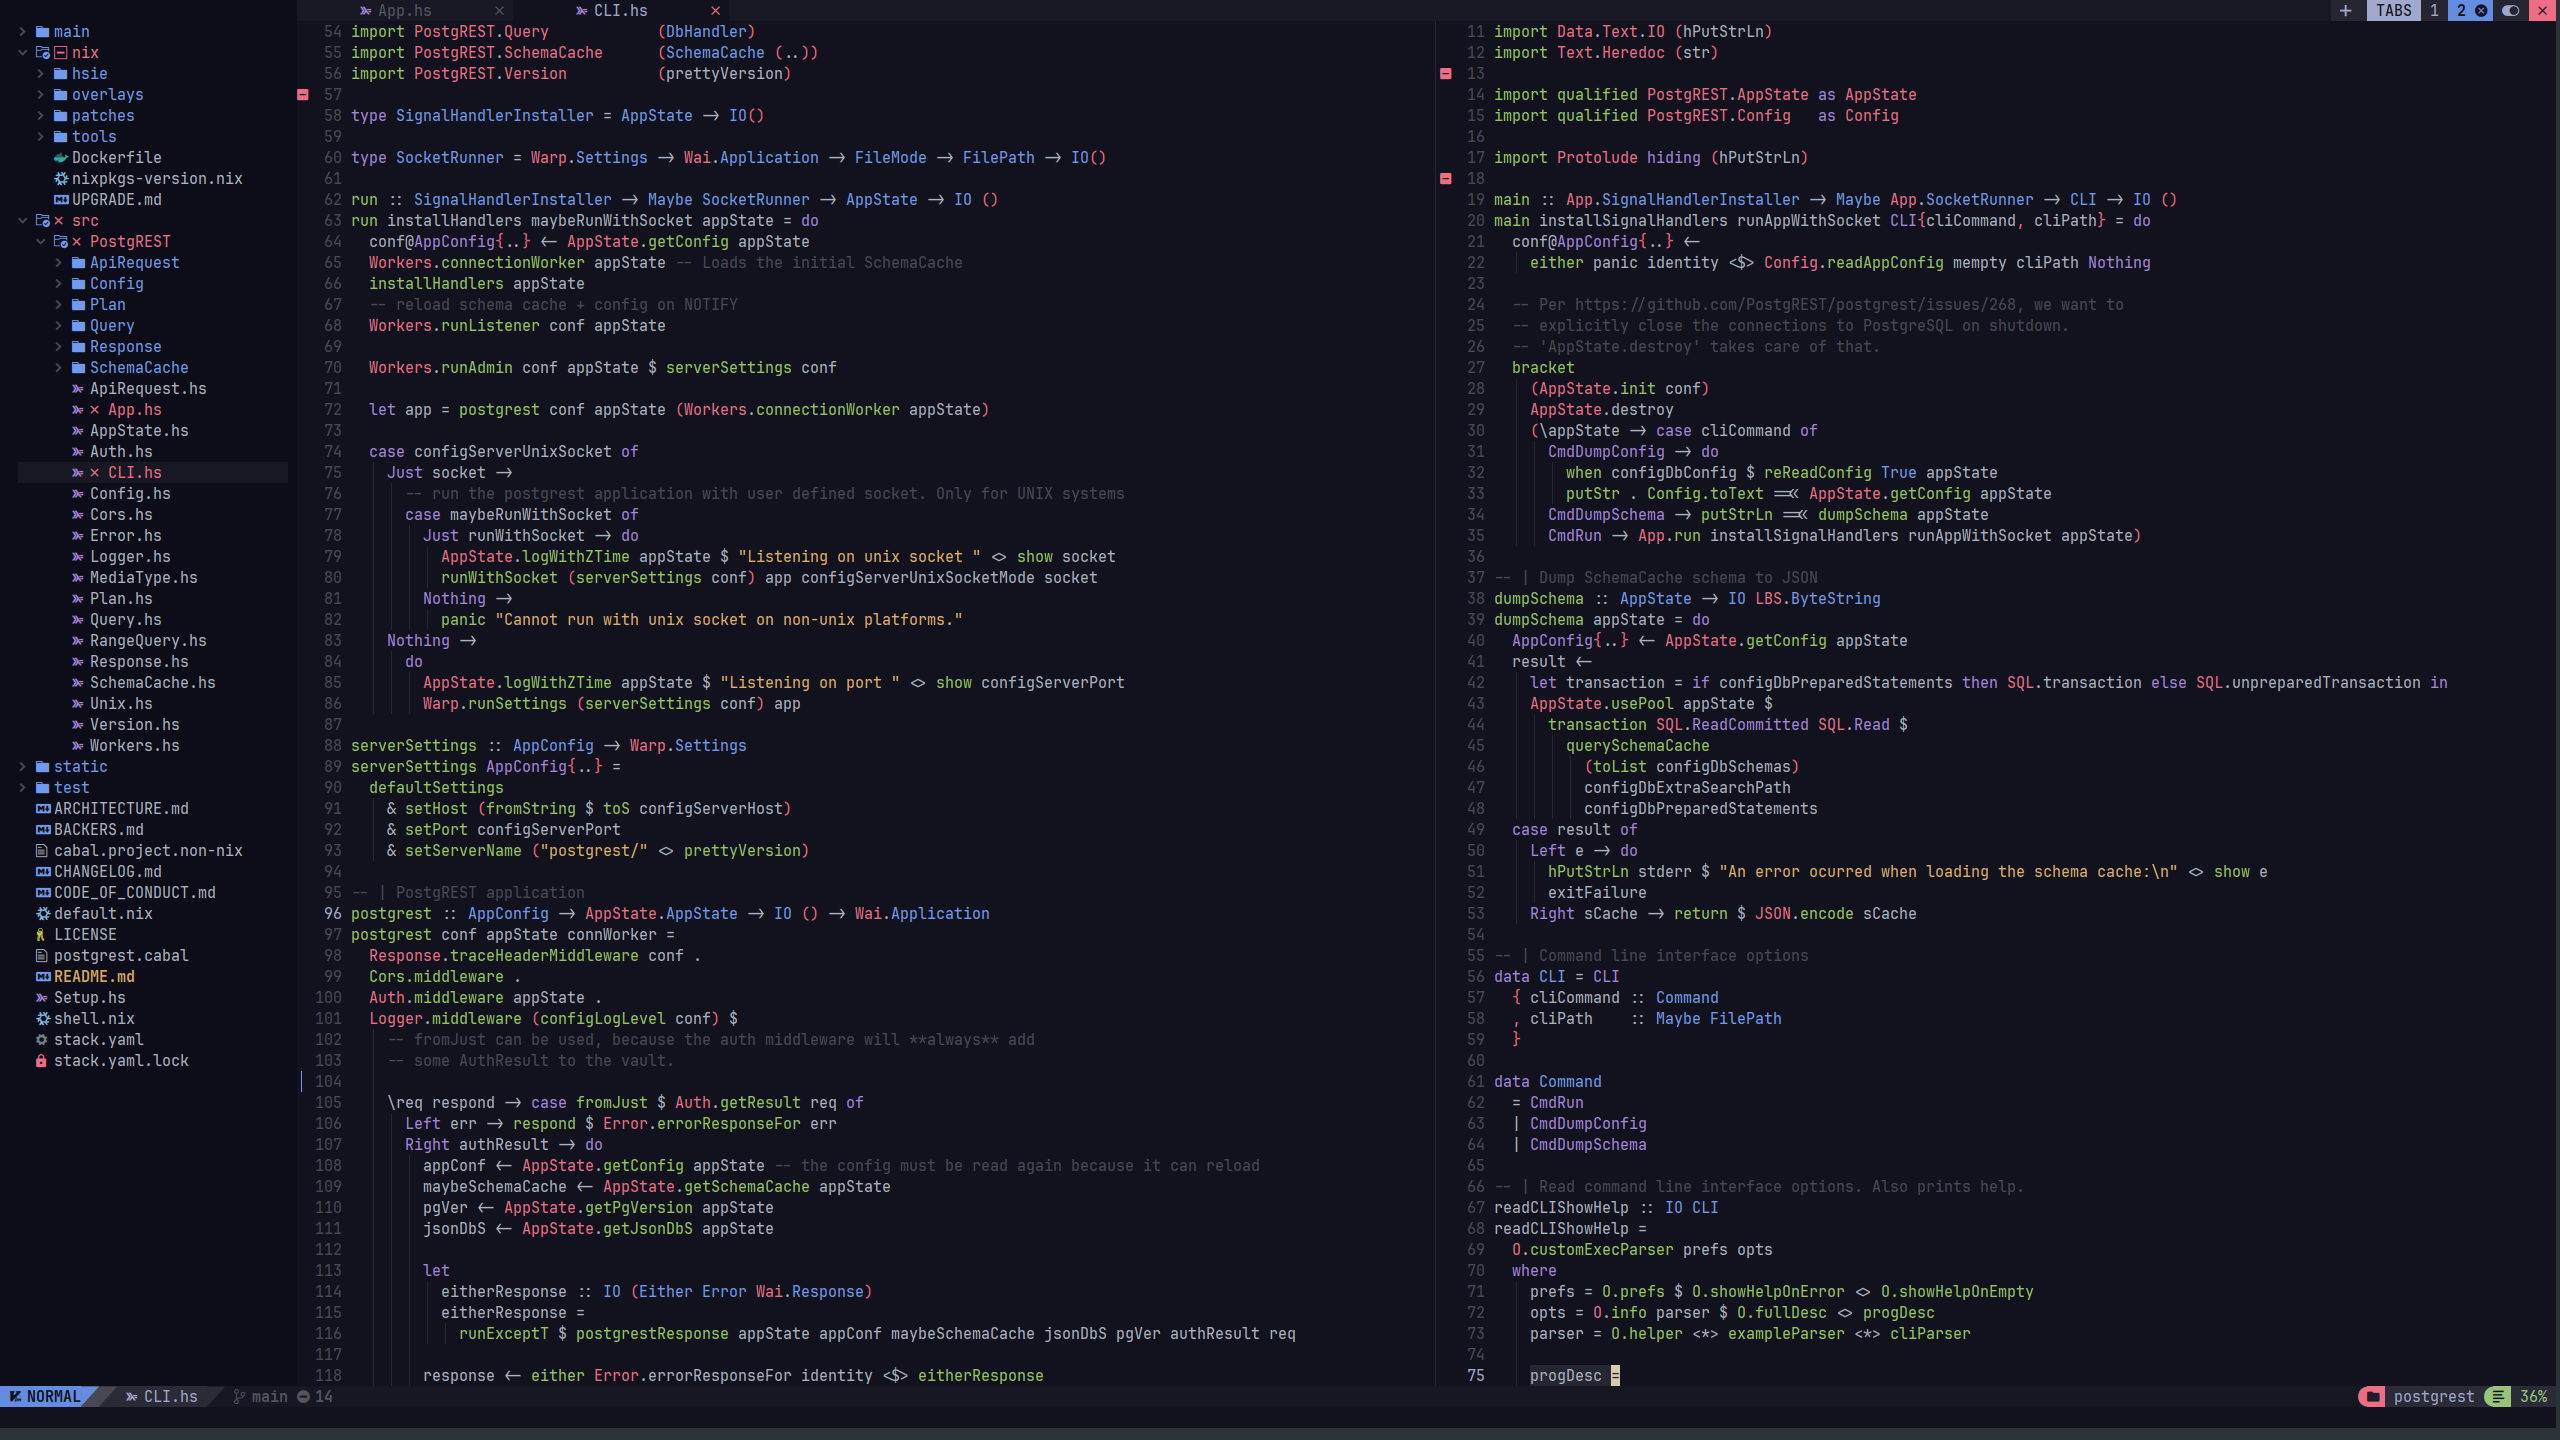 App.hs × CLI.hs × + TABS 1 2 ×
main
nix
hsie
overlays
patches
tools
Dockerfile
nixpkgs-version.nix
UPGRADE.md
× src
× PostgREST
ApiRequest
Config
Plan
Query
Response
SchemaCache
ApiRequest.hs
× App.hs
AppState.hs
Auth.hs
× CLI.hs
Config.hs
Cors.hs
Error.hs
Logger.hs
MediaType.hs
Plan.hs
Query.hs
RangeQuery.hs
Response.hs
SchemaCache.hs
Unix.hs
Version.hs
Workers.hs
static
test
ARCHITECTURE.md
BACKERS.md
cabal.project.non-nix
CHANGELOG.md
CODE_OF_CONDUCT.md
default.nix
LICENSE
postgrest.cabal
README.md
Setup.hs
shell.nix
stack.yaml
stack.yaml.lock
54 import PostgREST.Query            (DbHandler)
55 import PostgREST.SchemaCache      (SchemaCache (..))
56 import PostgREST.Version          (prettyVersion)
57
58 type SignalHandlerInstaller = AppState -> IO()
59
60 type SocketRunner = Warp.Settings -> Wai.Application -> FileMode -> FilePath -> IO()
61
62 run :: SignalHandlerInstaller -> Maybe SocketRunner -> AppState -> IO ()
63 run installHandlers maybeRunWithSocket appState = do
64   conf@AppConfig{..} <- AppState.getConfig appState
65   Workers.connectionWorker appState -- Loads the initial SchemaCache
66   installHandlers appState
67   -- reload schema cache + config on NOTIFY
68   Workers.runListener conf appState
69
70   Workers.runAdmin conf appState $ serverSettings conf
71
72   let app = postgrest conf appState (Workers.connectionWorker appState)
73
74   case configServerUnixSocket of
75     Just socket ->
76       -- run the postgrest application with user defined socket. Only for UNIX systems
77       case maybeRunWithSocket of
78         Just runWithSocket -> do
79           AppState.logWithZTime appState $ "Listening on unix socket " <> show socket
80           runWithSocket (serverSettings conf) app configServerUnixSocketMode socket
81         Nothing ->
82           panic "Cannot run with unix socket on non-unix platforms."
83     Nothing ->
84       do
85         AppState.logWithZTime appState $ "Listening on port " <> show configServerPort
86         Warp.runSettings (serverSettings conf) app
87
88 serverSettings :: AppConfig -> Warp.Settings
89 serverSettings AppConfig{..} =
90   defaultSettings
91     & setHost (fromString $ toS configServerHost)
92     & setPort configServerPort
93     & setServerName ("postgrest/" <> prettyVersion)
94
95 -- | PostgREST application
96 postgrest :: AppConfig -> AppState.AppState -> IO () -> Wai.Application
97 postgrest conf appState connWorker =
98   Response.traceHeaderMiddleware conf .
99   Cors.middleware .
100   Auth.middleware appState .
101   Logger.middleware (configLogLevel conf) $
102     -- fromJust can be used, because the auth middleware will **always** add
103     -- some AuthResult to the vault.
104
105     \req respond -> case fromJust $ Auth.getResult req of
106       Left err -> respond $ Error.errorResponseFor err
107       Right authResult -> do
108         appConf <- AppState.getConfig appState -- the config must be read again because it can reload
109         maybeSchemaCache <- AppState.getSchemaCache appState
110         pgVer <- AppState.getPgVersion appState
111         jsonDbS <- AppState.getJsonDbS appState
112
113         let
114           eitherResponse :: IO (Either Error Wai.Response)
115           eitherResponse =
116             runExceptT $ postgrestResponse appState appConf maybeSchemaCache jsonDbS pgVer authResult req
117
118         response <- either Error.errorResponseFor identity <$> eitherResponse
11 import Data.Text.IO (hPutStrLn)
12 import Text.Heredoc (str)
13
14 import qualified PostgREST.AppState as AppState
15 import qualified PostgREST.Config   as Config
16
17 import Protolude hiding (hPutStrLn)
18
19 main :: App.SignalHandlerInstaller -> Maybe App.SocketRunner -> CLI -> IO ()
20 main installSignalHandlers runAppWithSocket CLI{cliCommand, cliPath} = do
21   conf@AppConfig{..} <-
22     either panic identity <$> Config.readAppConfig mempty cliPath Nothing
23
24   -- Per https://github.com/PostgREST/postgrest/issues/268, we want to
25   -- explicitly close the connections to PostgreSQL on shutdown.
26   -- 'AppState.destroy' takes care of that.
27   bracket
28     (AppState.init conf)
29     AppState.destroy
30     (\appState -> case cliCommand of
31       CmdDumpConfig -> do
32         when configDbConfig $ reReadConfig True appState
33         putStr . Config.toText =<< AppState.getConfig appState
34       CmdDumpSchema -> putStrLn =<< dumpSchema appState
35       CmdRun -> App.run installSignalHandlers runAppWithSocket appState)
36
37 -- | Dump SchemaCache schema to JSON
38 dumpSchema :: AppState -> IO LBS.ByteString
39 dumpSchema appState = do
40   AppConfig{..} <- AppState.getConfig appState
41   result <-
42     let transaction = if configDbPreparedStatements then SQL.transaction else SQL.unpreparedTransaction in
43     AppState.usePool appState $
44       transaction SQL.ReadCommitted SQL.Read $
45         querySchemaCache
46           (toList configDbSchemas)
47           configDbExtraSearchPath
48           configDbPreparedStatements
49   case result of
50     Left e -> do
51       hPutStrLn stderr $ "An error ocurred when loading the schema cache:\n" <> show e
52       exitFailure
53     Right sCache -> return $ JSON.encode sCache
54
55 -- | Command line interface options
56 data CLI = CLI
57   { cliCommand :: Command
58   , cliPath    :: Maybe FilePath
59   }
60
61 data Command
62   = CmdRun
63   | CmdDumpConfig
64   | CmdDumpSchema
65
66 -- | Read command line interface options. Also prints help.
67 readCLIShowHelp :: IO CLI
68 readCLIShowHelp =
69   O.customExecParser prefs opts
70   where
71     prefs = O.prefs $ O.showHelpOnError <> O.showHelpOnEmpty
72     opts = O.info parser $ O.fullDesc <> progDesc
73     parser = O.helper <*> exampleParser <*> cliParser
74
75     progDesc =
NORMAL CLI.hs main 14 postgrest 36%